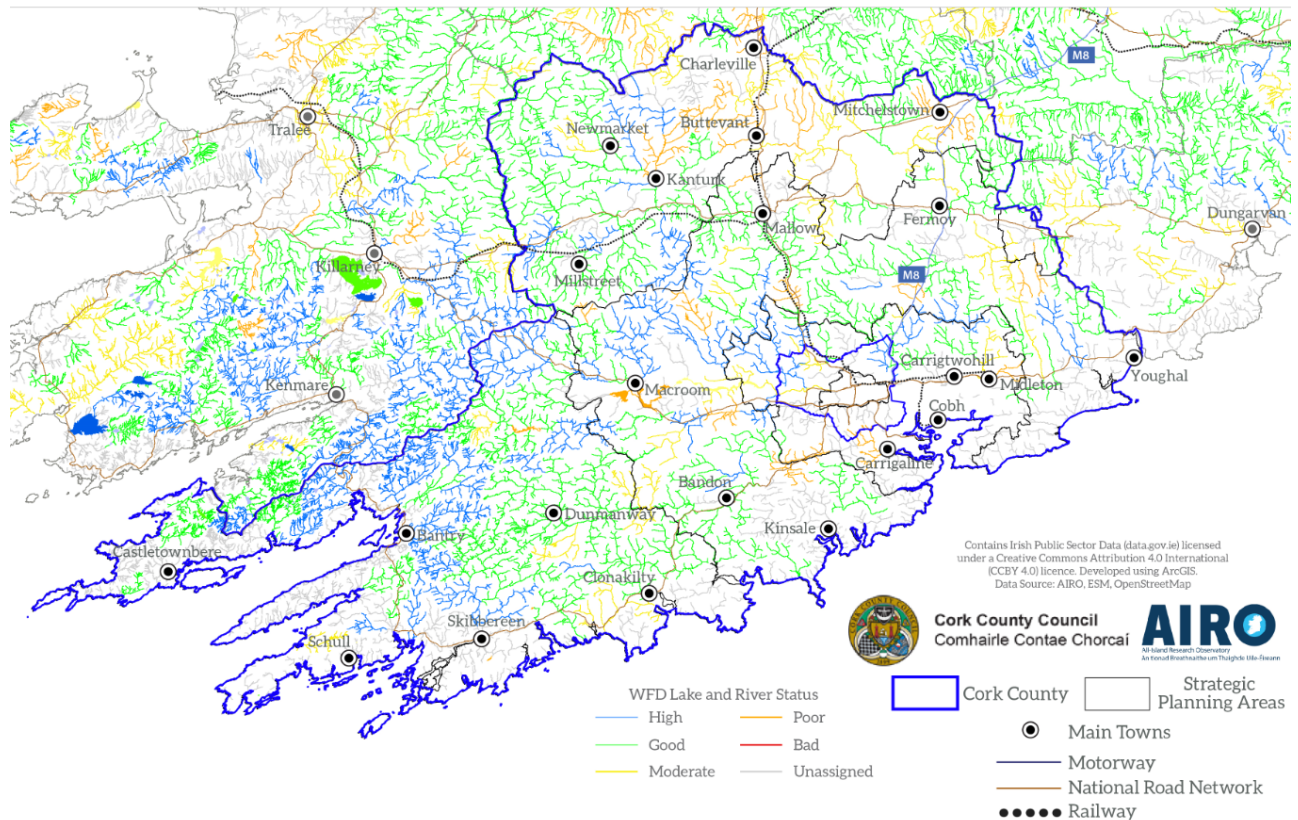 Charleville
M8
Tralee
Newmarket
Buttevant
Mitchelstown
Kanturk
Mallow
Fermoy
Dungarvan
Killarney
Millstreet
M8
Kenmare
Macroom
Carrigtwohill
Midleton
Youghal
Cobh
Carrigaline
Bandon
Dunmanway
Kinsale
Bantry
Castletownbere
Clonakilty
Skibbereen
Schull
Contains Irish Public Sector Data (data.gov.ie) licensed
under a Creative Commons Attribution 4.0 International
(CCBY 4.0) licence. Developed using ArcGIS.
Data Source: AIRO, ESM, OpenStreetMap
Cork County Council
Comhairle Contae Chorcaí
AIRO
All-Island Research Observatory
WFD Lake and River Status
High
Poor
Good
Bad
Moderate
Unassigned
Cork County
Strategic
Planning Areas
Main Towns
Motorway
National Road Network
Railway